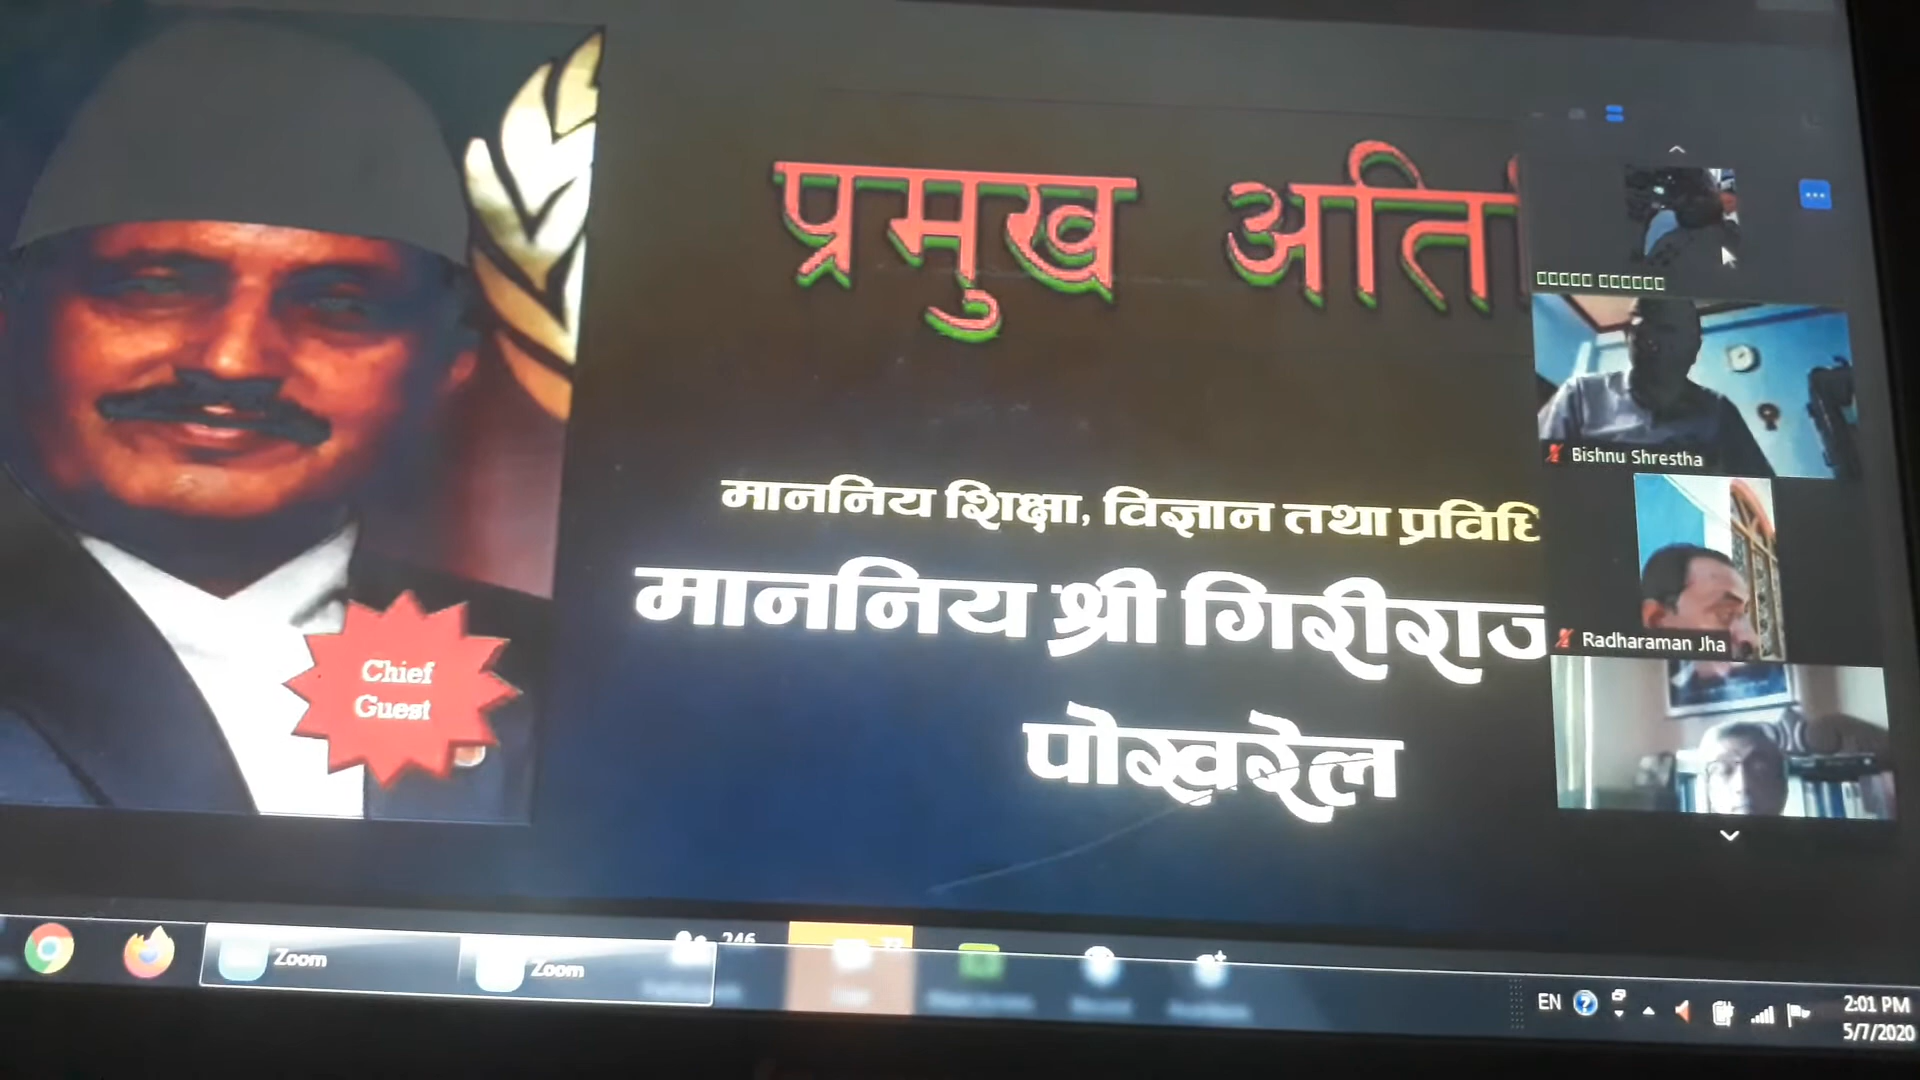 प्रमुख अति
माननिय शिक्षा, विज्ञान तथा प्रविधि
माननिय श्री गिरीराज
पोखरेल
Chief
Guest
Bishnu Shrestha
Radharaman Jha
Zoom
Zoom
246
EN
2:01 PM
5/7/2020